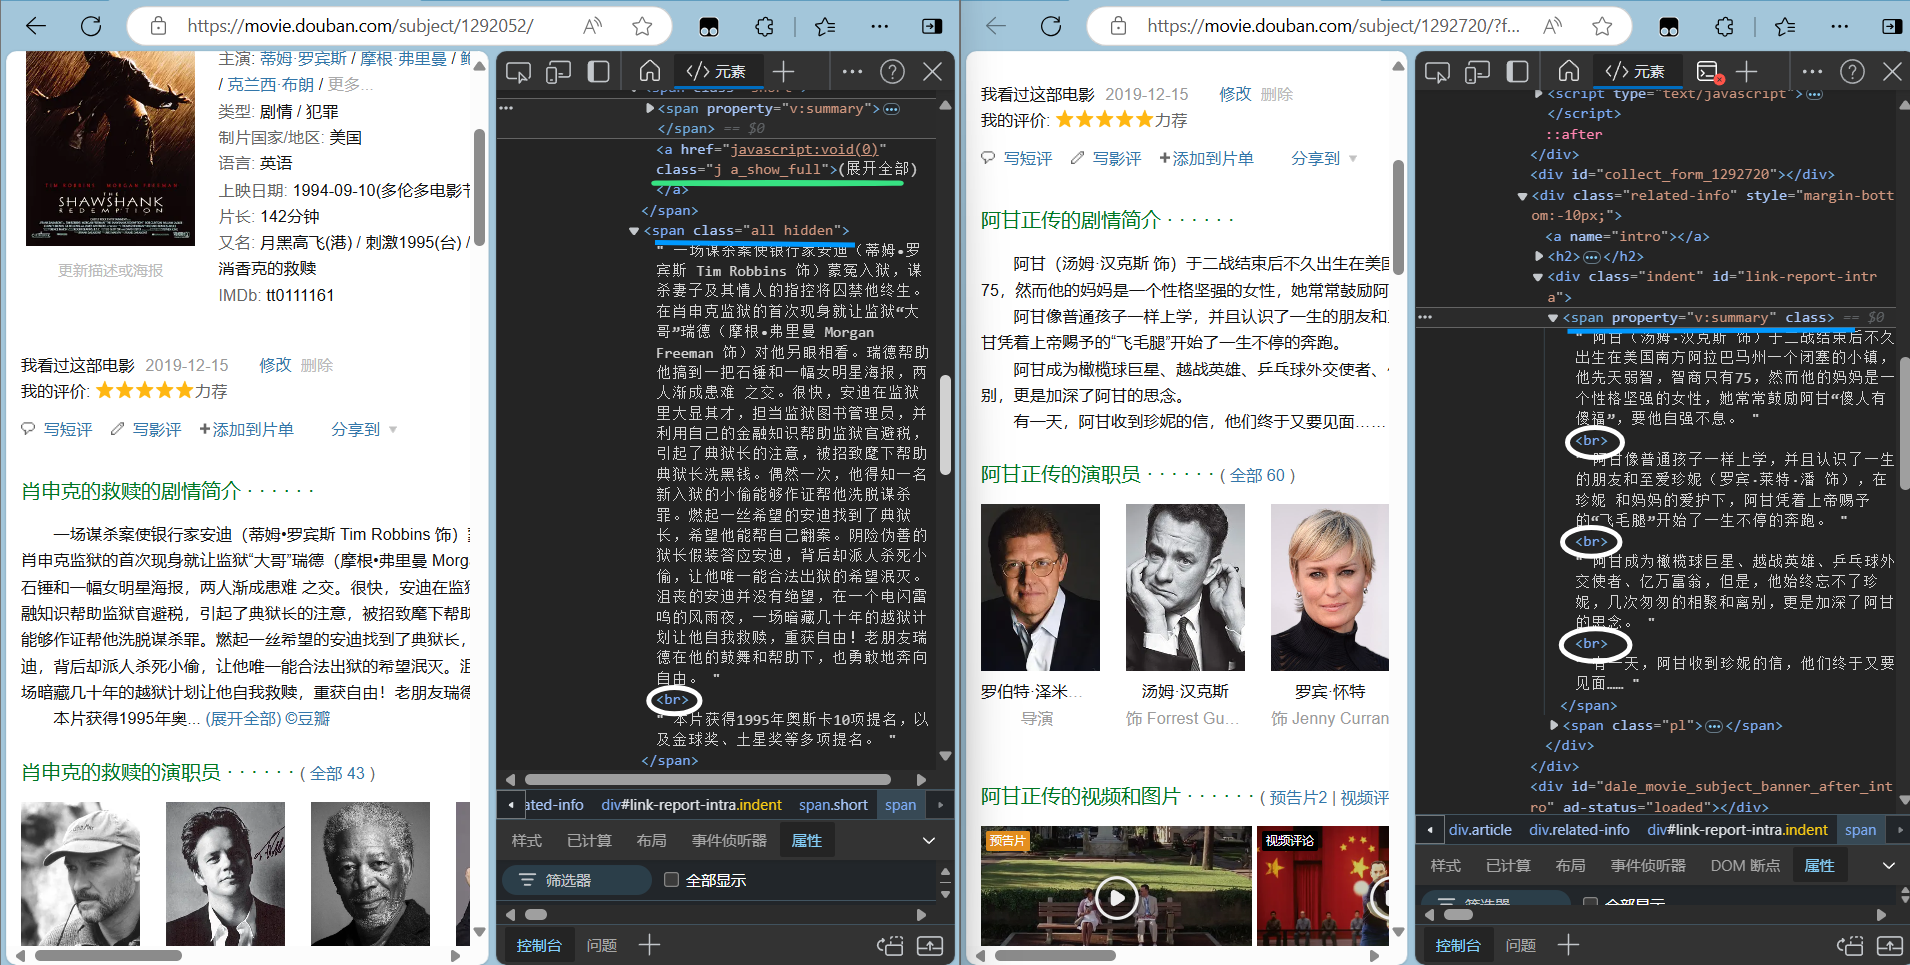 https://movie.douban.com/subject/1292052/
主演: 蒂姆·罗宾斯 / 摩根·弗里曼 /
/ 克兰西·布朗 / 更多...
类型: 剧情 / 犯罪
制片国家/地区: 美国
语言: 英语
上映日期: 1994-09-10(多伦多电影节
片长: 142分钟
又名: 月黑高飞(港) / 刺激1995(台) /
消香克的救赎
IMDb: tt0111161
TIM ROBBINS MORGAN FREEMAN
THE
SHAWSHANK
REDEMPTION
更新描述或海报
我看过这部电影 2019-12-15 修改 删除
我的评价: 力荐
写短评 写影评 +添加到片单 分享到
肖申克的救赎的剧情简介 · · · · · ·
一场谋杀案使银行家安迪（蒂姆•罗宾斯 Tim Robbins 饰）
肖申克监狱的首次现身就让监狱“大哥”瑞德（摩根•弗里曼 Morg
石锤和一幅女明星海报，两人渐成患难 之交。很快，安迪在监狱
融知识帮助监狱官避税，引起了典狱长的注意，被招致麾下帮助
能够作证帮他洗脱谋杀罪。燃起一丝希望的安迪找到了典狱长，
迪，背后却派人杀死小偷，让他唯一能合法出狱的希望泯灭。沮
场暗藏几十年的越狱计划让他自我救赎，重获自由！老朋友瑞德
本片获得1995年奥... (展开全部) ©豆瓣
肖申克的救赎的演职员 · · · · · · ( 全部 43 )
元素
<span property="v:summary">
</span> == $0
<a href="javascript:void(0)"
class="j a_show_full">(展开全部)
</a>
</span>
<span class="all hidden">
" 一场谋杀案使银行家安迪（蒂姆•罗
宾斯 Tim Robbins 饰）蒙冤入狱，谋
杀妻子及其情人的指控将囚禁他终生。
在肖申克监狱的首次现身就让监狱“大
哥”瑞德（摩根•弗里曼 Morgan
Freeman 饰）对他另眼相看。瑞德帮助
他搞到一把石锤和一幅女明星海报，两
人渐成患难 之交。很快，安迪在监狱
里大显其才，担当监狱图书管理员，并
利用自己的金融知识帮助监狱官避税，
引起了典狱长的注意，被招致麾下帮助
典狱长洗黑钱。偶然一次，他得知一名
新入狱的小偷能够作证帮他洗脱谋杀
罪。燃起一丝希望的安迪找到了典狱
长，希望他能帮自己翻案。阴险伪善的
狱长假装答应安迪，背后却派人杀死小
偷，让他唯一能合法出狱的希望泯灭。
沮丧的安迪并没有绝望，在一个电闪雷
鸣的风雨夜，一场暗藏几十年的越狱计
划让他自我救赎，重获自由！老朋友瑞
德在他的鼓舞和帮助下，也勇敢地奔向
自由。 "
<br>
" 本片获得1995年奥斯卡10项提名，以
及金球奖、土星奖等多项提名。 "
</span>
ated-info div#link-report-intra.indent span.short span
样式 已计算 布局 事件侦听器 属性
筛选器 全部显示
控制台 问题
https://movie.douban.com/subject/1292720/?f...
我看过这部电影 2019-12-15 修改 删除
我的评价: 力荐
写短评 写影评 +添加到片单 分享到
阿甘正传的剧情简介 · · · · · ·
阿甘（汤姆·汉克斯 饰）于二战结束后不久出生在美国
75，然而他的妈妈是一个性格坚强的女性，她常常鼓励阿
阿甘像普通孩子一样上学，并且认识了一生的朋友和
甘凭着上帝赐予的“飞毛腿”开始了一生不停的奔跑。
阿甘成为橄榄球巨星、越战英雄、乒乓球外交使者、
别，更是加深了阿甘的思念。
有一天，阿甘收到珍妮的信，他们终于又要见面……
阿甘正传的演职员 · · · · · · ( 全部 60 )
罗伯特·泽米... 汤姆·汉克斯 罗宾·怀特
导演 饰 Forrest Gu... 饰 Jenny Curran
阿甘正传的视频和图片 · · · · · · ( 预告片2 | 视频评
预告片 视频评论
元素
<script type="text/javascript">
</script>
::after
</div>
<div id="collect_form_1292720"></div>
<div class="related-info" style="margin-bott
om:-10px;">
<a name="intro"></a>
<h2></h2>
<div class="indent" id="link-report-intr
a">
<span property="v:summary" class> == $0
" 阿甘（汤姆·汉克斯 饰）于二战结束后不久
出生在美国南方阿拉巴马州一个闭塞的小镇，
他先天弱智，智商只有75，然而他的妈妈是一
个性格坚强的女性，她常常鼓励阿甘“傻人有
傻福”，要他自强不息。 "
<br>
" 阿甘像普通孩子一样上学，并且认识了一生
的朋友和至爱珍妮（罗宾·莱特·潘 饰），在
珍妮 和妈妈的爱护下，阿甘凭着上帝赐予
的“飞毛腿”开始了一生不停的奔跑。 "
<br>
" 阿甘成为橄榄球巨星、越战英雄、乒乓球外
交使者、亿万富翁，但是，他始终忘不了珍
妮，几次匆匆的相聚和离别，更是加深了阿甘
的思念。 "
<br>
" 有一天，阿甘收到珍妮的信，他们终于又要
见面…… "
</span>
<span class="pl"></span>
</div>
</div>
<div id="dale_movie_subject_banner_after_int
ro" ad-status="loaded"></div>
div.article div.related-info div#link-report-intra.indent span
样式 已计算 布局 事件侦听器 DOM 断点 属性
筛选器 全部显示
控制台 问题